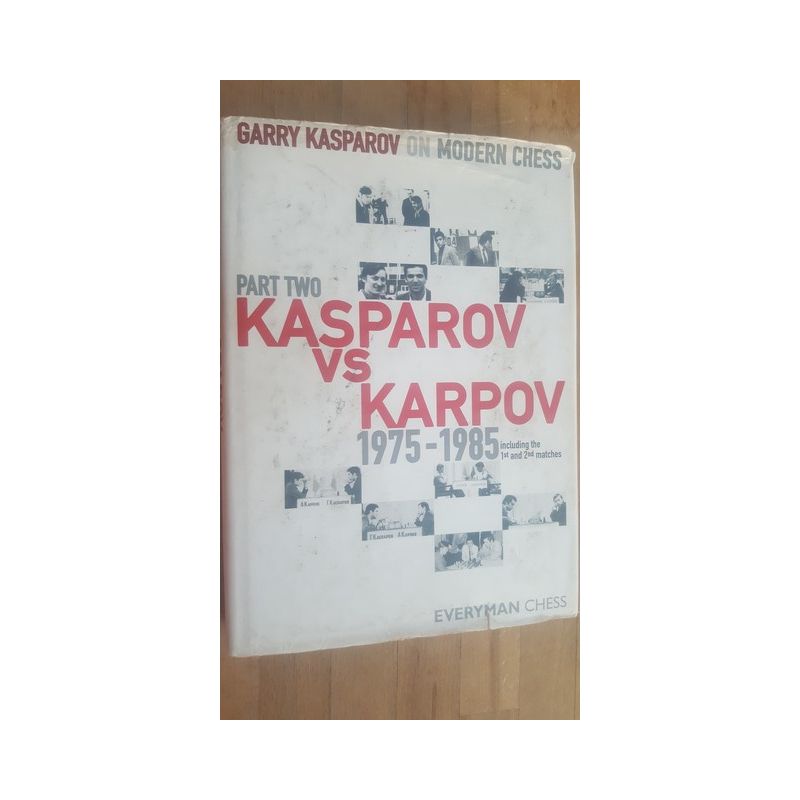 GARRY KASPAROV ON MODERN CHESS
PART TWO
KASPAROV
VS
KARPOV
1975-1985
including the
1st and 2nd matches
EVERYMAN CHESS